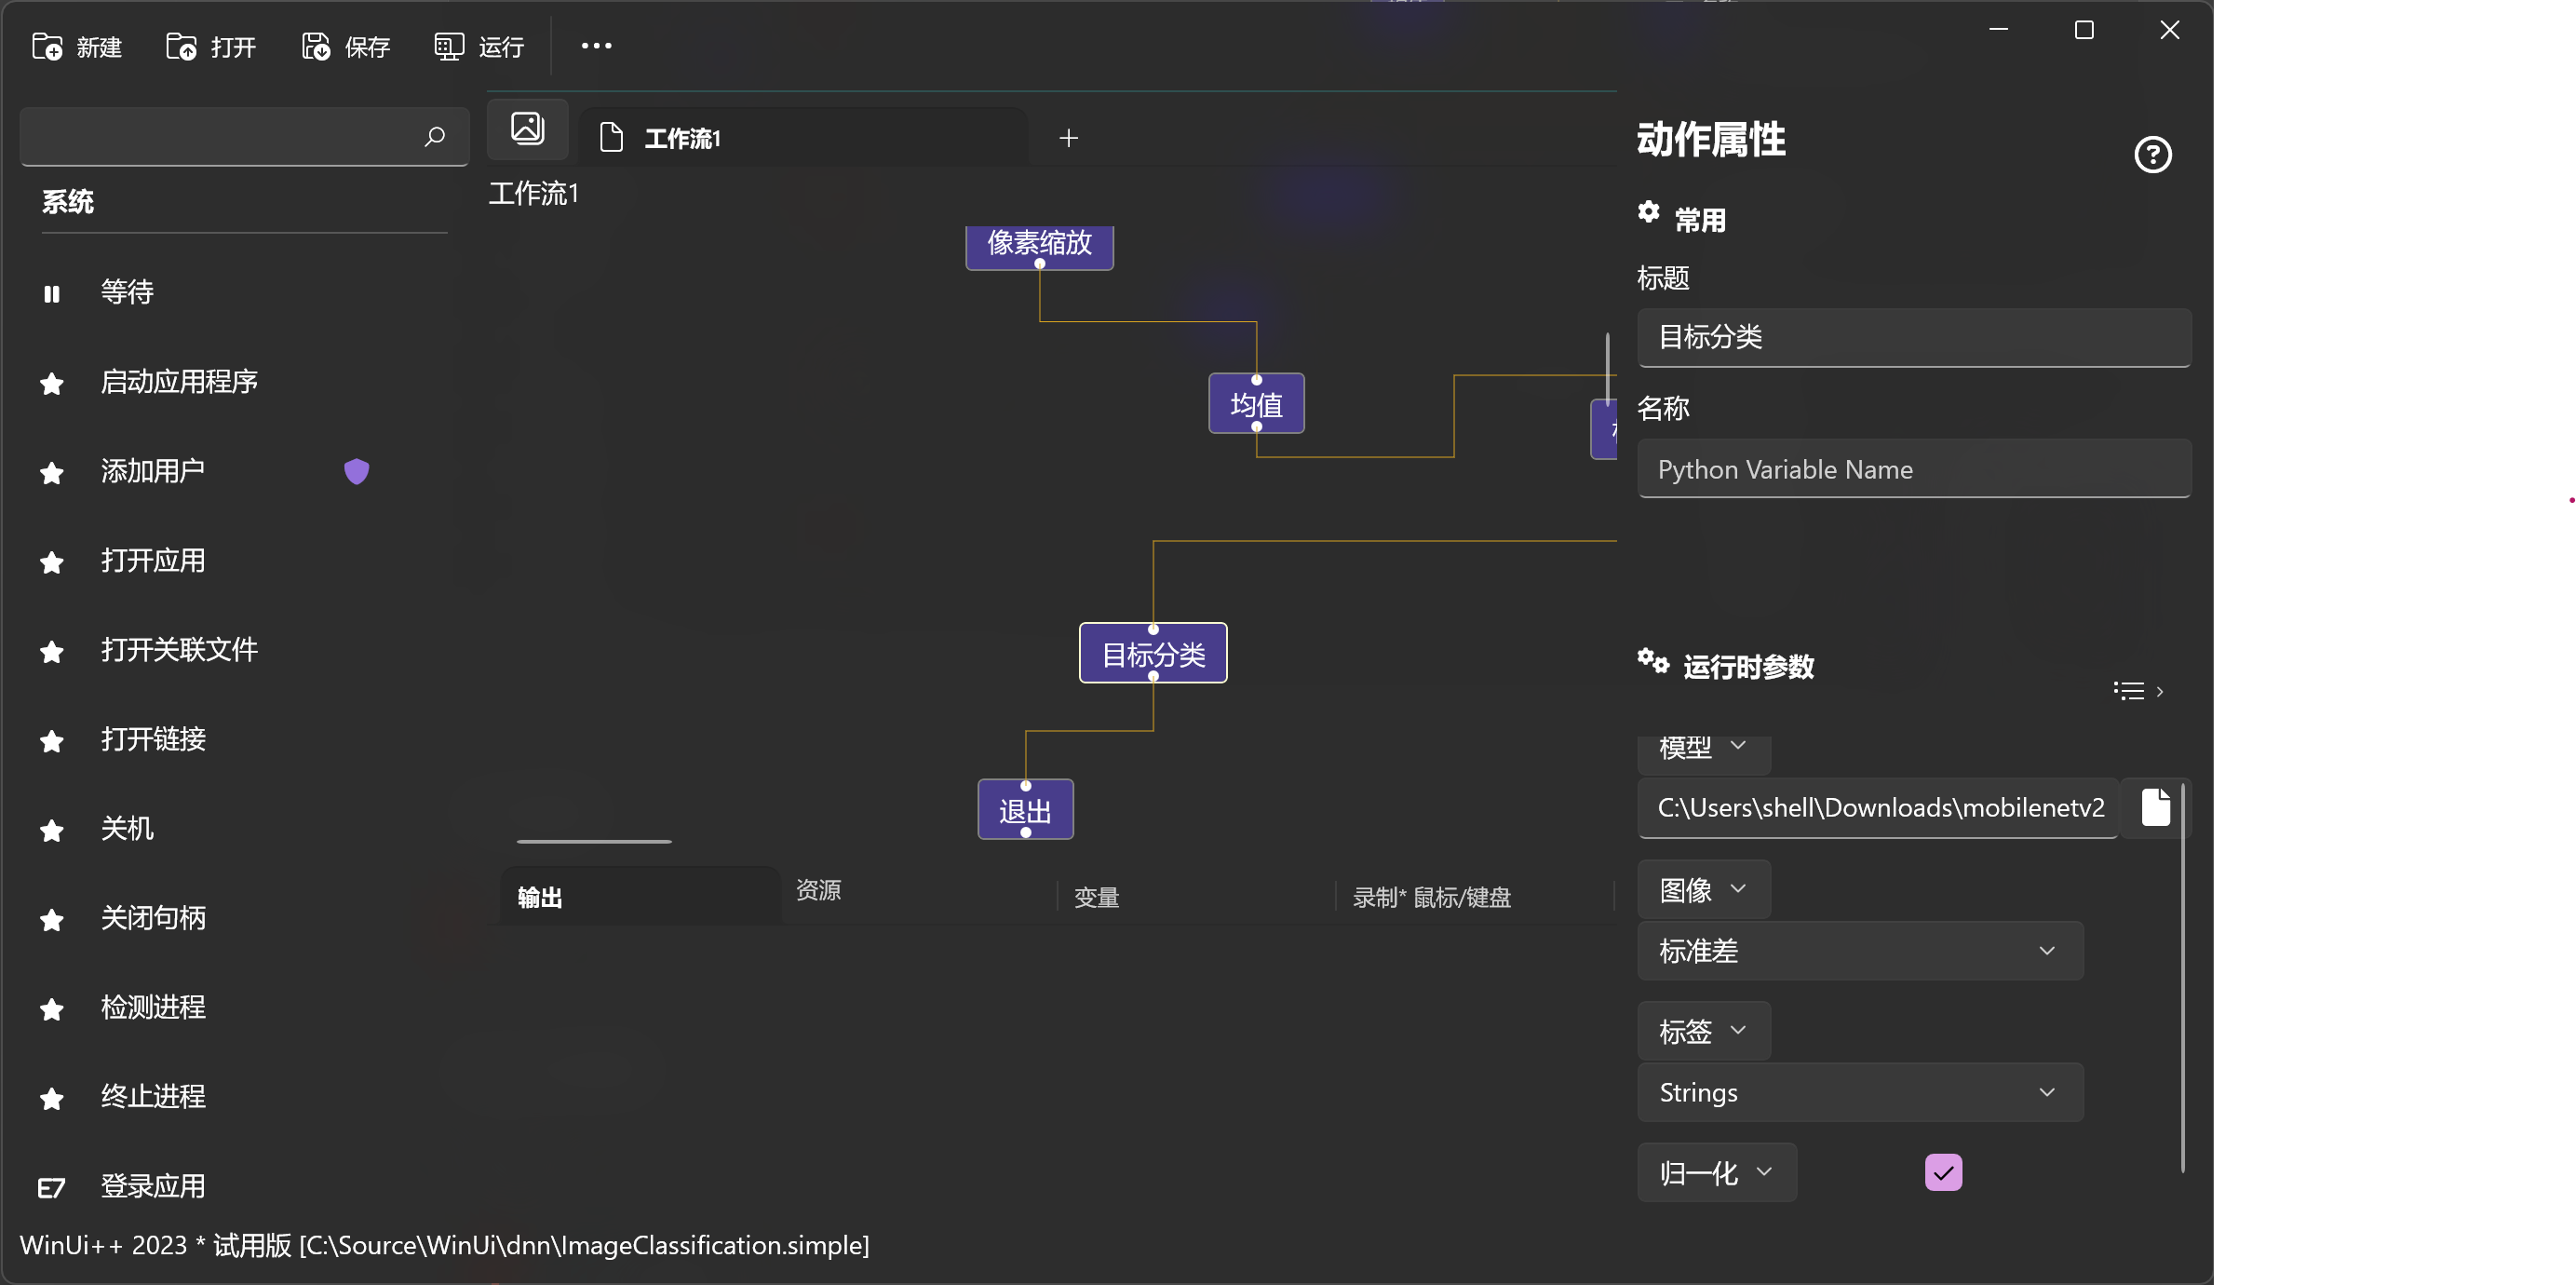 新建
打开
保存
运行
工作流1
系统
等待
启动应用程序
添加用户
打开应用
打开关联文件
打开链接
关机
关闭句柄
检测进程
终止进程
E7 登录应用
工作流1
像素缩放
均值
目标分类
退出
输出
资源
变量
录制* 鼠标/键盘
动作属性
常用
标题
目标分类
名称
Python Variable Name
运行时参数
模型
C:\Users\shell\Downloads\mobilenetv2
图像
标准差
标签
Strings
归一化
WinUi++ 2023 * 试用版 [C:\Source\WinUi\dnn\ImageClassification.simple]